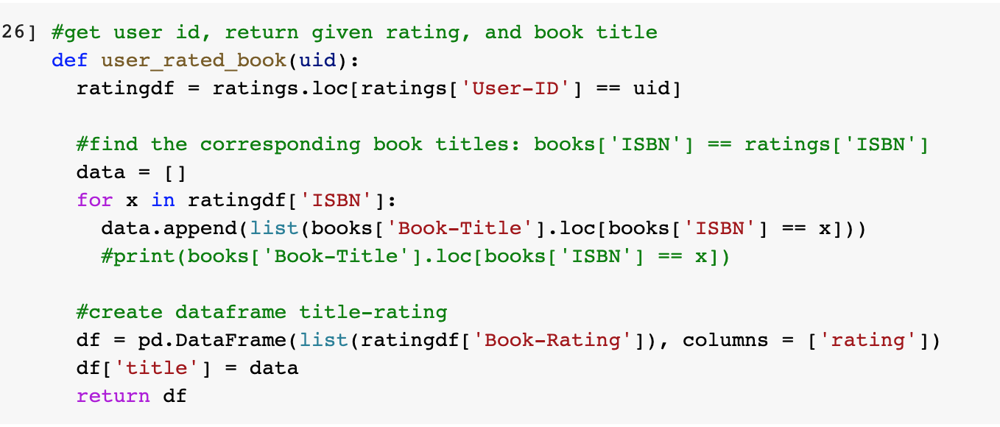 26] #get user id, return given rating, and book title
def user_rated_book(uid):
  ratingdf = ratings.loc[ratings['User-ID'] == uid]
  #find the corresponding book titles: books['ISBN'] == ratings['ISBN']
  data = []
  for x in ratingdf['ISBN']:
    data.append(list(books['Book-Title'].loc[books['ISBN'] == x]))
    #print(books['Book-Title'].loc[books['ISBN'] == x])
  #create dataframe title-rating
  df = pd.DataFrame(list(ratingdf['Book-Rating']), columns = ['rating'])
  df['title'] = data
  return df